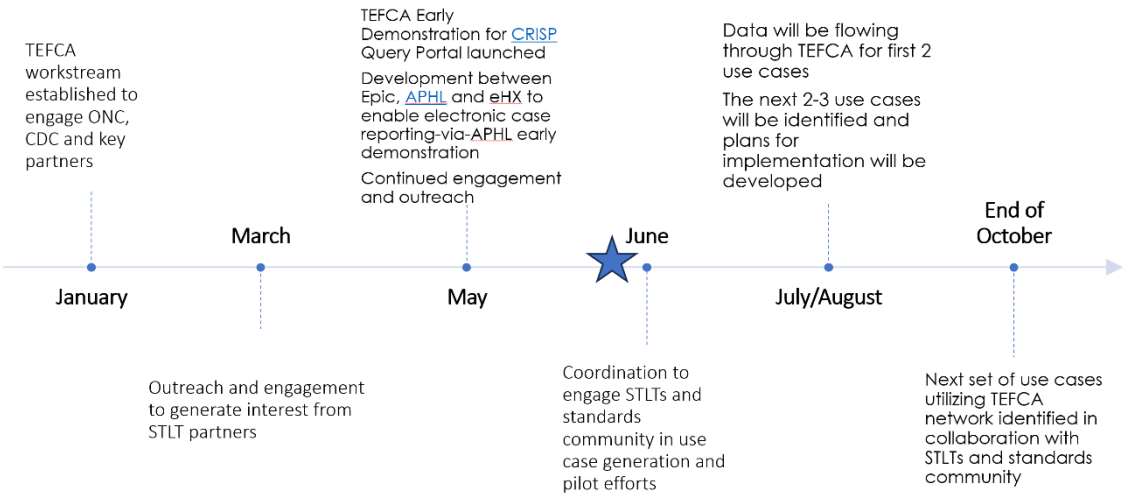 TEFCA
workstream
established to
engage ONC,
CDC and key
partners
January
March
Outreach and engagement
to generate interest from
STLT partners
TEFCA Early
Demonstration for CRISP
Query Portal launched
Development between
Epic, APHL and eHX to
enable electronic case
reporting-via-APHL early
demonstration
Continued engagement
and outreach
May
June
Coordination to
engage STLTs and
standards
community in use
case generation and
pilot efforts
Data will be flowing
through TEFCA for first 2
use cases
The next 2-3 use cases
will be identified and
plans for
implementation will be
developed
July/August
End of
October
Next set of use cases
utilizing TEFCA
network identified in
collaboration with
STLTs and standards
community